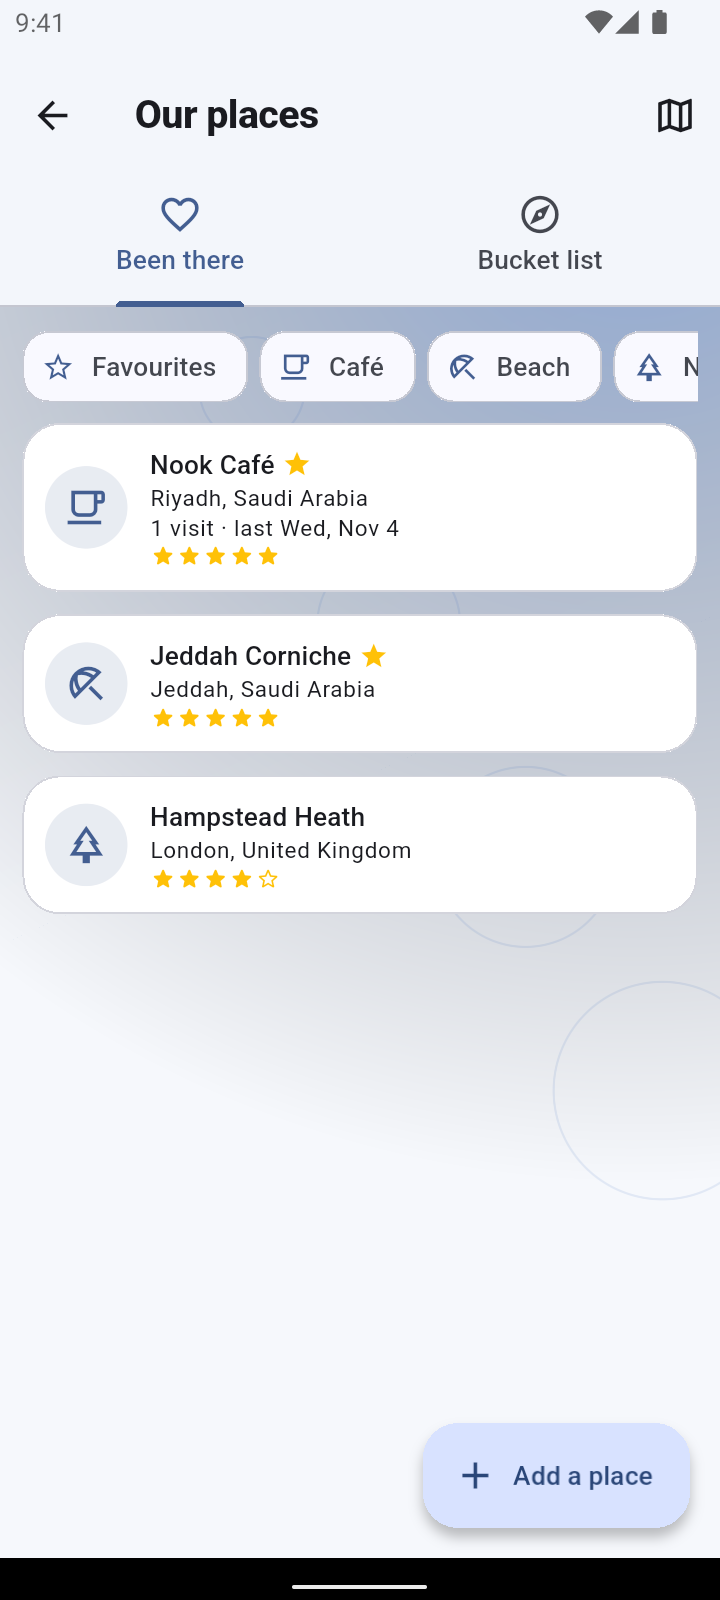 9:41
Our places
Been there
Bucket list
Favourites
Café
Beach
N
Nook Café
Riyadh, Saudi Arabia
1 visit · last Wed, Nov 4
Jeddah Corniche
Jeddah, Saudi Arabia
Hampstead Heath
London, United Kingdom
Add a place